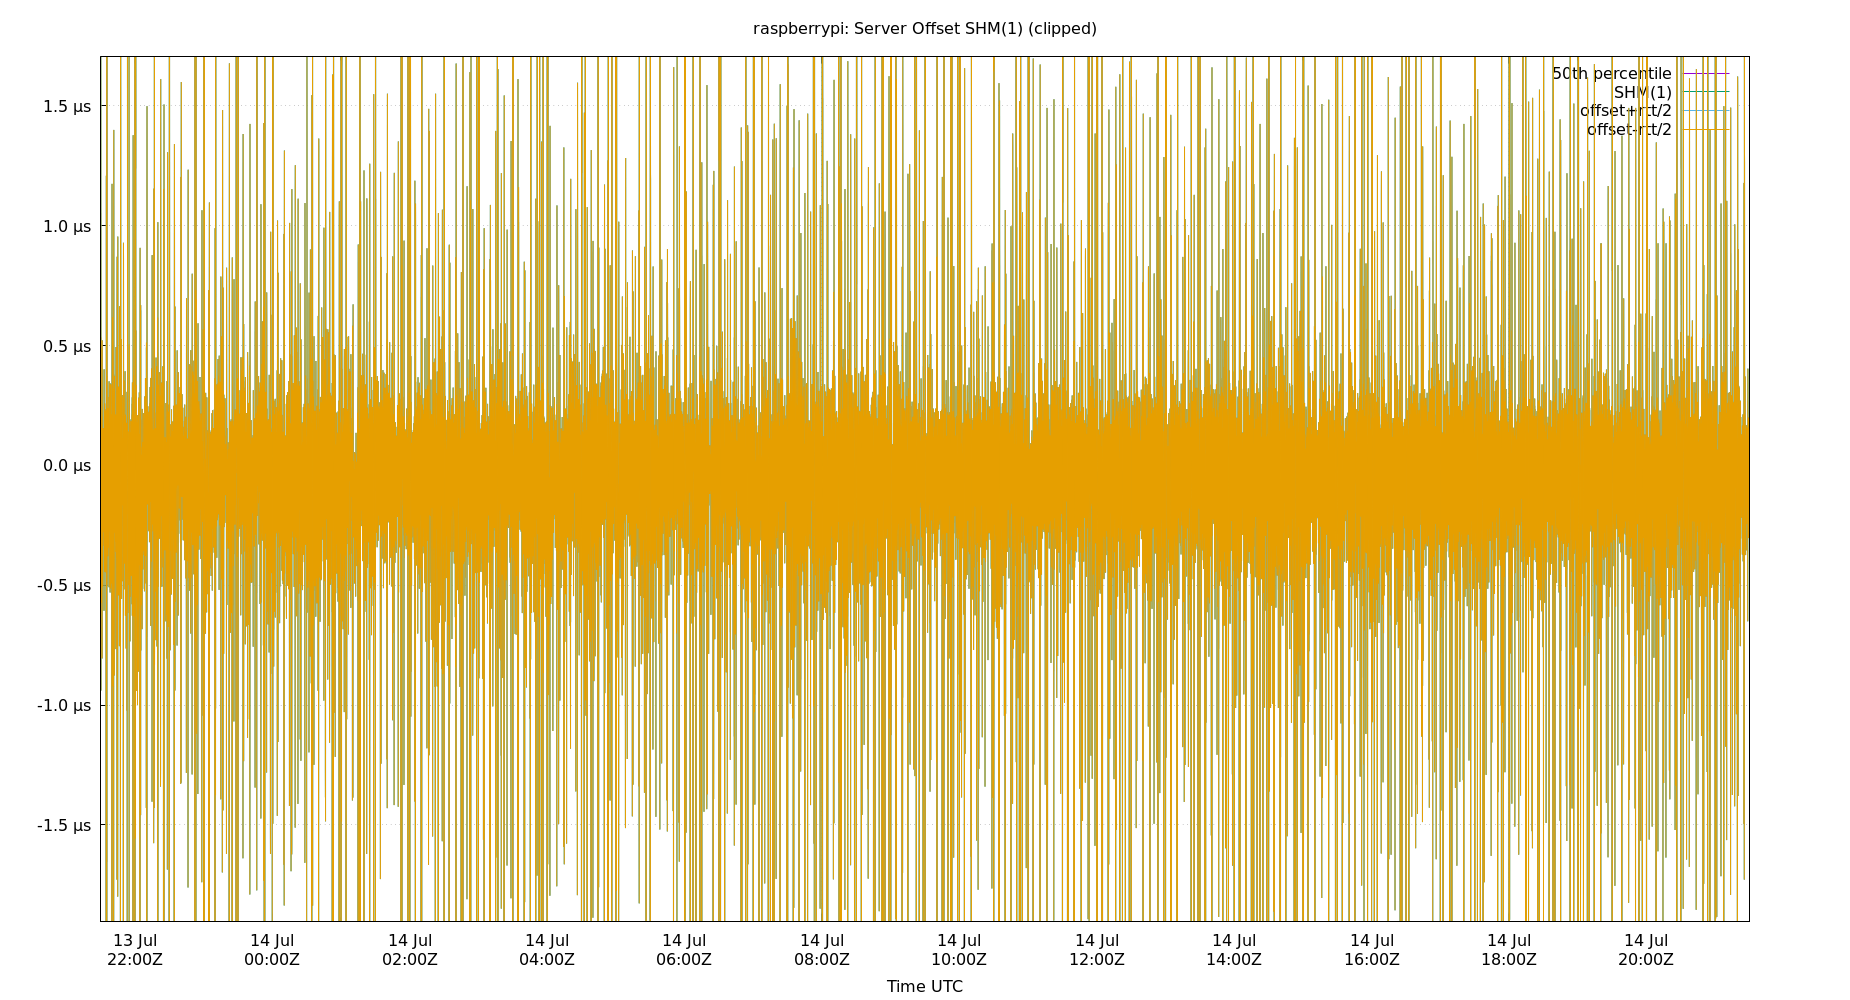 raspberrypi: Server Offset SHM(1) (clipped)
50th percentile
SHM(1)
offset+rtt/2
offset-rtt/2
1.5 µs
1.0 µs
0.5 µs
0.0 µs
-0.5 µs
-1.0 µs
-1.5 µs
13 Jul 14 Jul 14 Jul 14 Jul 14 Jul 14 Jul 14 Jul 14 Jul 14 Jul 14 Jul 14 Jul 14 Jul
22:00Z 00:00Z 02:00Z 04:00Z 06:00Z 08:00Z 10:00Z 12:00Z 14:00Z 16:00Z 18:00Z 20:00Z
Time UTC